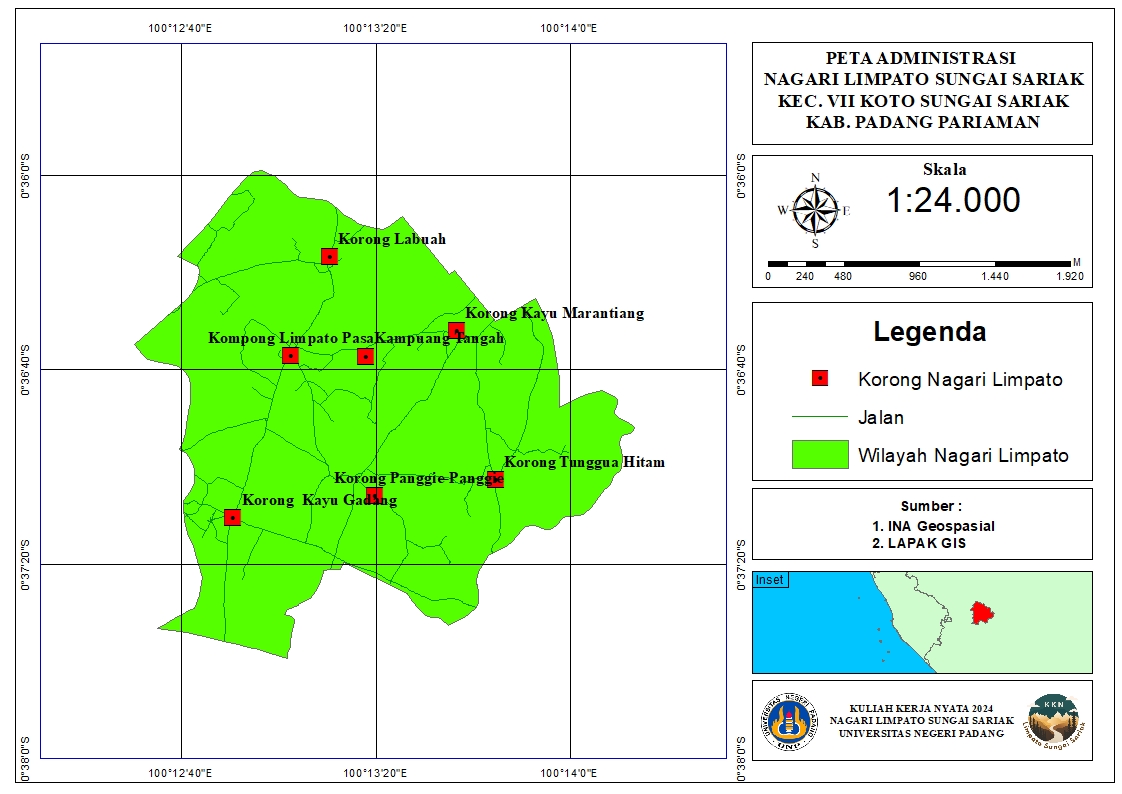 100°12'40"E
100°13'20"E
100°14'0"E
0°36'0"S
0°36'40"S
0°37'20"S
0°38'0"S
Korong Labuah
Korong Kayu Marantiang
Kompong Limpato Pasa
Kampuang Tangah
Korong Tunggua Hitam
Korong Panggie Panggie
Korong  Kayu Gadang
0°36'0"S
0°36'40"S
0°37'20"S
0°38'0"S
100°12'40"E
100°13'20"E
100°14'0"E
PETA ADMINISTRASI
NAGARI LIMPATO SUNGAI SARIAK
KEC. VII KOTO SUNGAI SARIAK
KAB. PADANG PARIAMAN
Skala
1:24.000
N
W
E
S
M
0 240 480 960 1.440 1.920
Legenda
Korong Nagari Limpato
Jalan
Wilayah Nagari Limpato
Sumber :
1. INA Geospasial
2. LAPAK GIS
Inset
UNIVERSITAS NEGERI PADANG
UNP
KULIAH KERJA NYATA 2024
NAGARI LIMPATO SUNGAI SARIAK
UNIVERSITAS NEGERI PADANG
KKN
Limpato Sungai Sariak